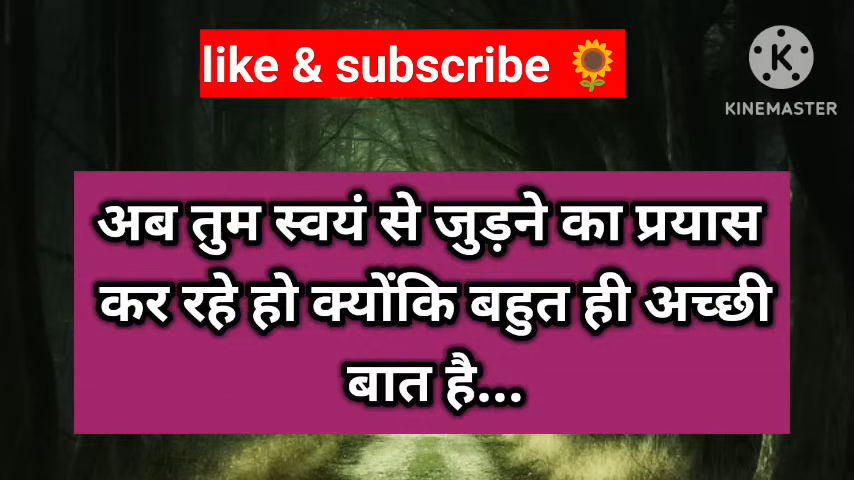 like & subscribe 🌻
KINEMASTER
अब तुम स्वयं से जुड़ने का प्रयास
कर रहे हो क्योंकि बहुत ही अच्छी
बात है...